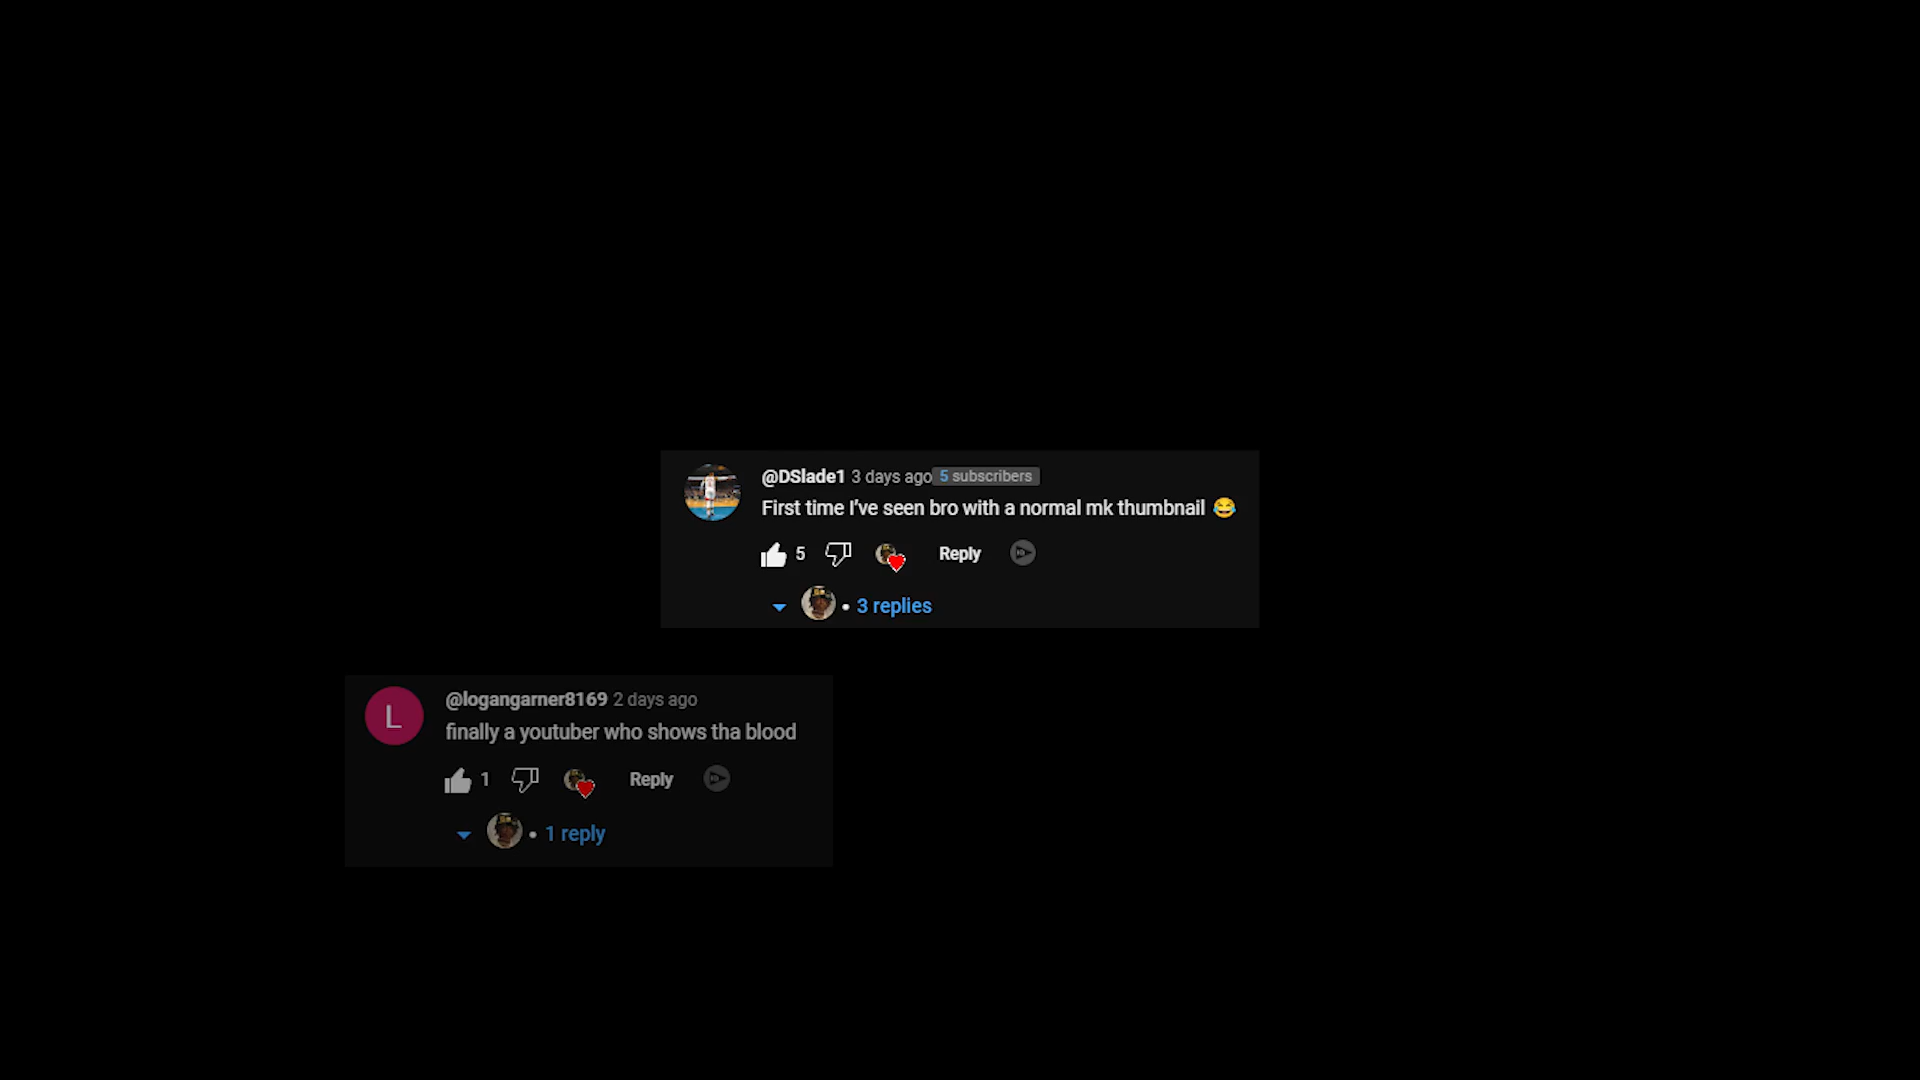 @DSlade1 3 days ago 5 subscribers
First time I've seen bro with a normal mk thumbnail 😂
5 Reply
• 3 replies
L @logangarner8169 2 days ago
finally a youtuber who shows tha blood
1 Reply
• 1 reply